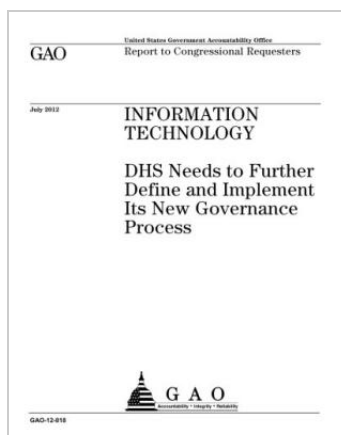 United States Government Accountability Office
GAO
Report to Congressional Requesters
July 2012
INFORMATION
TECHNOLOGY
DHS Needs to Further
Define and Implement
Its New Governance
Process
GAO
Accountability * Integrity * Reliability
GAO-12-818